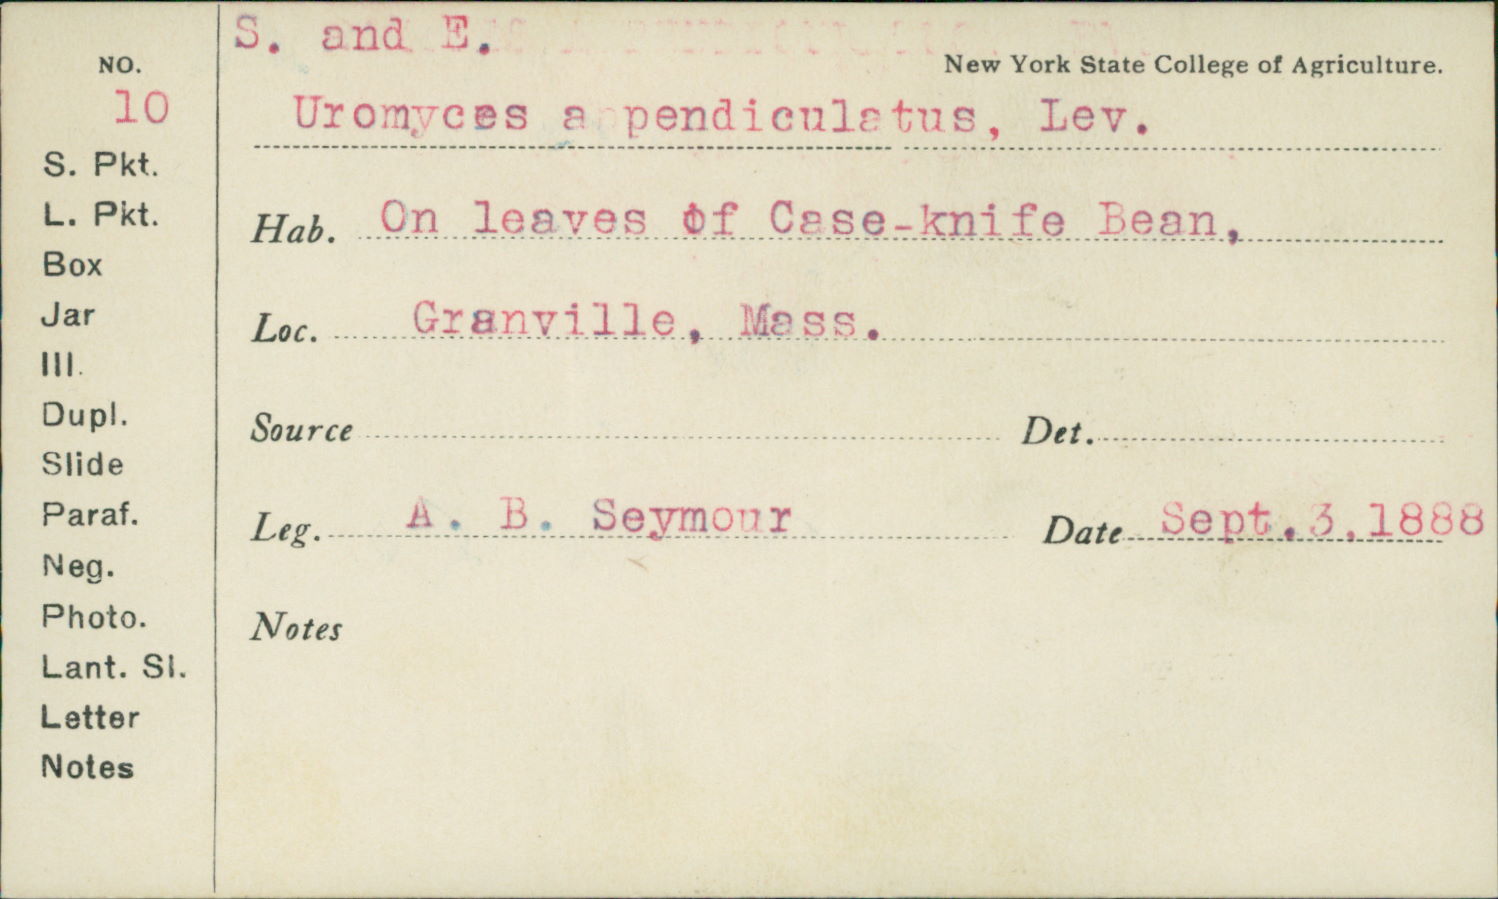 S. and E.
NO.
New York State College of Agriculture.
10
Uromyces a pendiculatus, Lev.
S. Pkt.
L. Pkt.
Hab. On leaves of Case-knife Bean,
Box
Jar
Loc. Granville, Mass.
Ill.
Dupl.
Source Det.
Slide
Paraf.
Leg. A. B. Seymour Date Sept.3,1888
Neg.
Photo.
Notes
Lant. Sl.
Letter
Notes